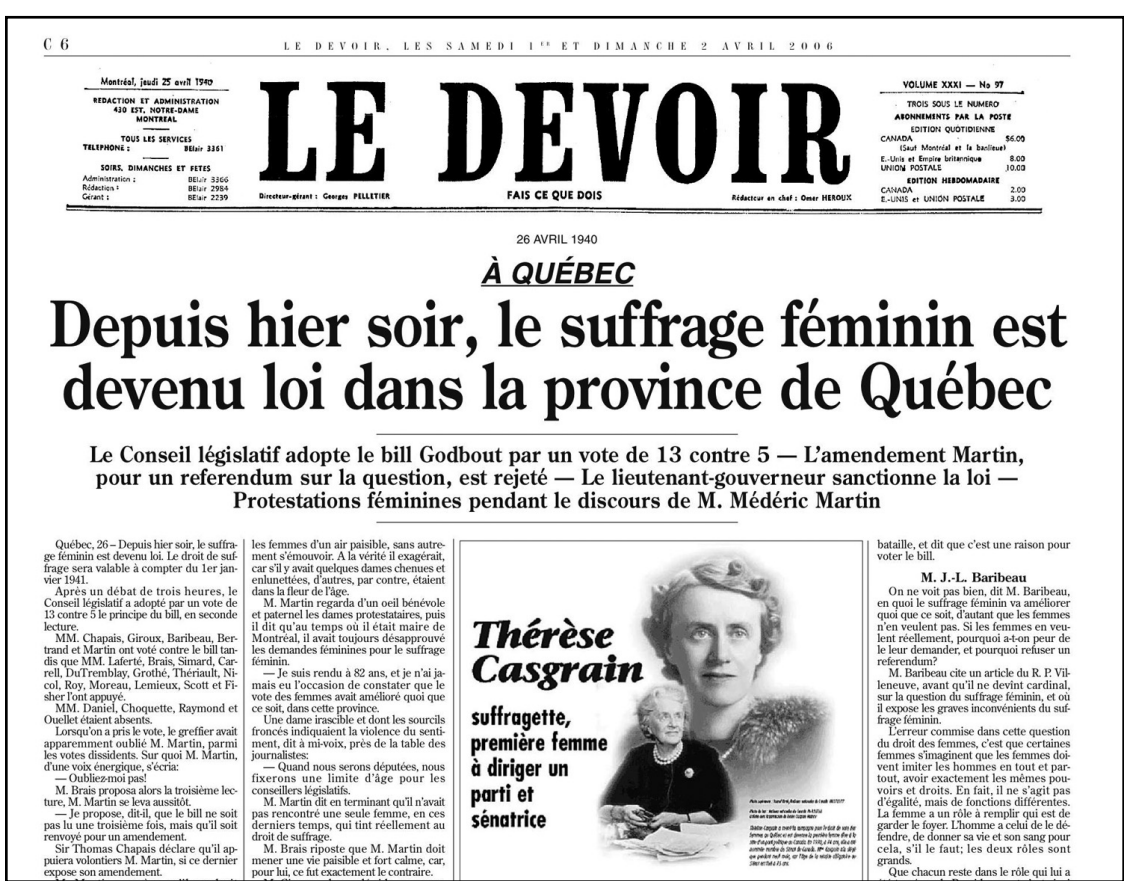 C 6
LE DEVOIR, LES SAMEDI 1ER ET DIMANCHE 2 AVRIL 2006
Montréal, jeudi 25 avril 1940
REDACTION ET ADMINISTRATION
430 EST, NOTRE-DAME
MONTREAL
TOUS LES SERVICES
TELEPHONE : BElair 3361
SOIRS, DIMANCHES ET FETES
Administration : BElair 3366
Rédaction : BElair 2984
Gérant : BElair 2239
LE DEVOIR
Directeur-gérant : Georges PELLETIER
FAIS CE QUE DOIS
Rédacteur en chef : Omer HEROUX
VOLUME XXXI — No 97
TROIS SOUS LE NUMERO
ABONNEMENTS PAR LA POSTE
EDITION QUOTIDIENNE
CANADA $6.00
(Sauf Montréal et la banlieue)
E.-Unis et Empire britannique 8.00
UNION POSTALE 10.00
EDITION HEBDOMADAIRE
CANADA 2.00
E.-UNIS et UNION POSTALE 3.00
26 AVRIL 1940
À QUÉBEC
Depuis hier soir, le suffrage féminin est
devenu loi dans la province de Québec
Le Conseil législatif adopte le bill Godbout par un vote de 13 contre 5 — L'amendement Martin,
pour un referendum sur la question, est rejeté — Le lieutenant-gouverneur sanctionne la loi —
Protestations féminines pendant le discours de M. Médéric Martin
Québec, 26 – Depuis hier soir, le suffra-
ge féminin est devenu loi. Le droit de suf-
frage sera valable à compter du 1er jan-
vier 1941.
Après un débat de trois heures, le
Conseil législatif a adopté par un vote de
13 contre 5 le principe du bill, en seconde
lecture.
MM. Chapais, Giroux, Baribeau, Ber-
trand et Martin ont voté contre le bill tan-
dis que MM. Laferté, Brais, Simard, Car-
rell, DuTremblay, Grothé, Thériault, Ni-
col, Roy, Moreau, Lemieux, Scott et Fi-
sher l'ont appuyé.
MM. Daniel, Choquette, Raymond et
Ouellet étaient absents.
Lorsqu'on a pris le vote, le greffier avait
apparemment oublié M. Martin, parmi
les votes dissidents. Sur quoi M. Martin,
d'une voix énergique, s'écria:
— Oubliez-moi pas!
M. Brais proposa alors la troisième lec-
ture, M. Martin se leva aussitôt.
— Je propose, dit-il, que le bill ne soit
pas lu une troisième fois, mais qu'il soit
renvoyé pour un amendement.
Sir Thomas Chapais déclare qu'il ap-
puiera volontiers M. Martin, si ce dernier
expose son amendement.
les femmes d'un air paisible, sans autre-
ment s'émouvoir. A la vérité il exagérait,
car s'il y avait quelques dames chenues et
enlunettées, d'autres, par contre, étaient
dans la fleur de l'âge.
M. Martin regarda d'un oeil bénévole
et paternel les dames protestataires, puis
il dit qu'au temps où il était maire de
Montréal, il avait toujours désapprouvé
les demandes féminines pour le suffrage
féminin.
— Je suis rendu à 82 ans, et je n'ai ja-
mais eu l'occasion de constater que le
vote des femmes avait amélioré quoi que
ce soit, dans cette province.
Une dame irascible et dont les sourcils
froncés indiquaient la violence du senti-
ment, dit à mi-voix, près de la table des
journalistes:
— Quand nous serons députées, nous
fixerons une limite d'âge pour les
conseillers législatifs.
M. Martin dit en terminant qu'il n'avait
pas rencontré une seule femme, en ces
derniers temps, qui tint réellement au
droit de suffrage.
M. Brais riposte que M. Martin doit
mener une vie paisible et fort calme, car,
pour lui, ce fut exactement le contraire.
Thérèse
Casgrain
suffragette,
première femme
à diriger un
parti et
sénatrice
bataille, et dit que c'est une raison pour
voter le bill.
M. J.-L. Baribeau
On ne voit pas bien, dit M. Baribeau,
en quoi le suffrage féminin va améliorer
quoi que ce soit, d'autant que les femmes
n'en veulent pas. Si les femmes en veu-
lent réellement, pourquoi a-t-on peur de
le leur demander, et pourquoi refuser un
referendum?
M. Baribeau cite un article du R. P. Vil-
leneuve, avant qu'il ne devînt cardinal,
sur la question du suffrage féminin, et où
il expose les graves inconvénients du suf-
frage féminin.
L'erreur commise dans cette question
du droit des femmes, c'est que certaines
femmes s'imaginent que les femmes doi-
vent imiter les hommes en tout et par-
tout, avoir exactement les mêmes pou-
voirs et droits. En fait, il ne s'agit pas
d'égalité, mais de fonctions différentes.
La femme a un rôle à remplir qui est de
garder le foyer. L'homme a celui de le dé-
fendre, de donner sa vie et son sang pour
cela, s'il le faut; les deux rôles sont
grands.
Que chacun reste dans le rôle qui lui a